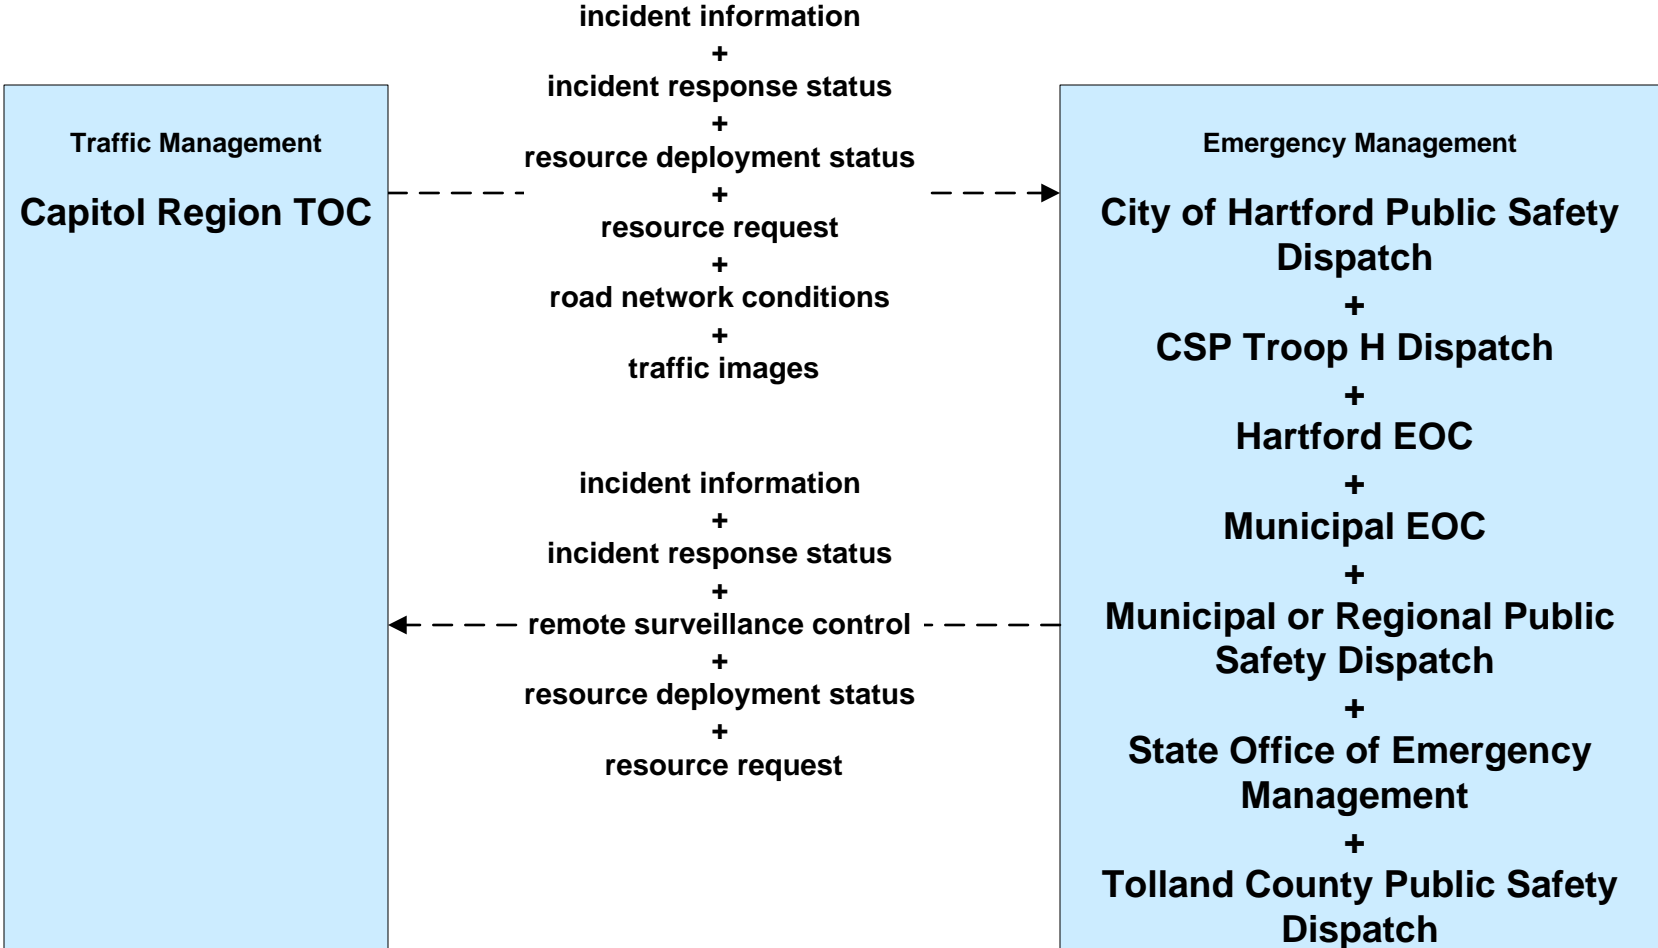 Traffic Management
Capitol Region TOC
incident information
+
incident response status
+
resource deployment status
+
resource request
+
road network conditions
+
traffic images
incident information
+
incident response status
+
remote surveillance control
+
resource deployment status
+
resource request
Emergency Management
City of Hartford Public Safety
Dispatch
+
CSP Troop H Dispatch
+
Hartford EOC
+
Municipal EOC
+
Municipal or Regional Public
Safety Dispatch
+
State Office of Emergency
Management
+
Tolland County Public Safety
Dispatch